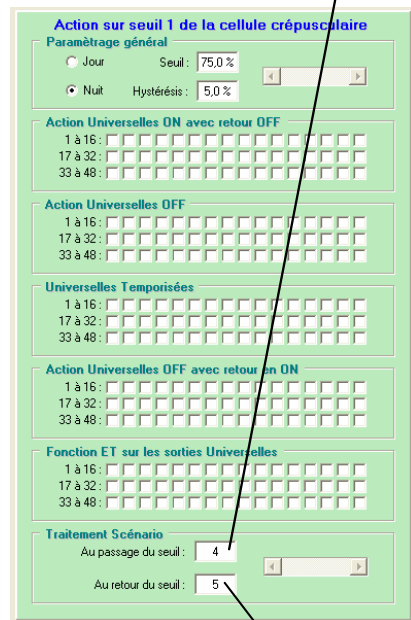 Action sur seuil 1 de la cellule crépusculaire
Paramètrage général
Jour Seuil : 75,0 %
Nuit Hystérésis : 5,0 %
Action Universelles ON avec retour OFF
1 à 16 :
17 à 32 :
33 à 48 :
Action Universelles OFF
1 à 16 :
17 à 32 :
33 à 48 :
Universelles Temporisées
1 à 16 :
17 à 32 :
33 à 48 :
Action Universelles OFF avec retour en ON
1 à 16 :
17 à 32 :
33 à 48 :
Fonction ET sur les sorties Universelles
1 à 16 :
17 à 32 :
33 à 48 :
Traitement Scénario
Au passage du seuil : 4
Au retour du seuil : 5